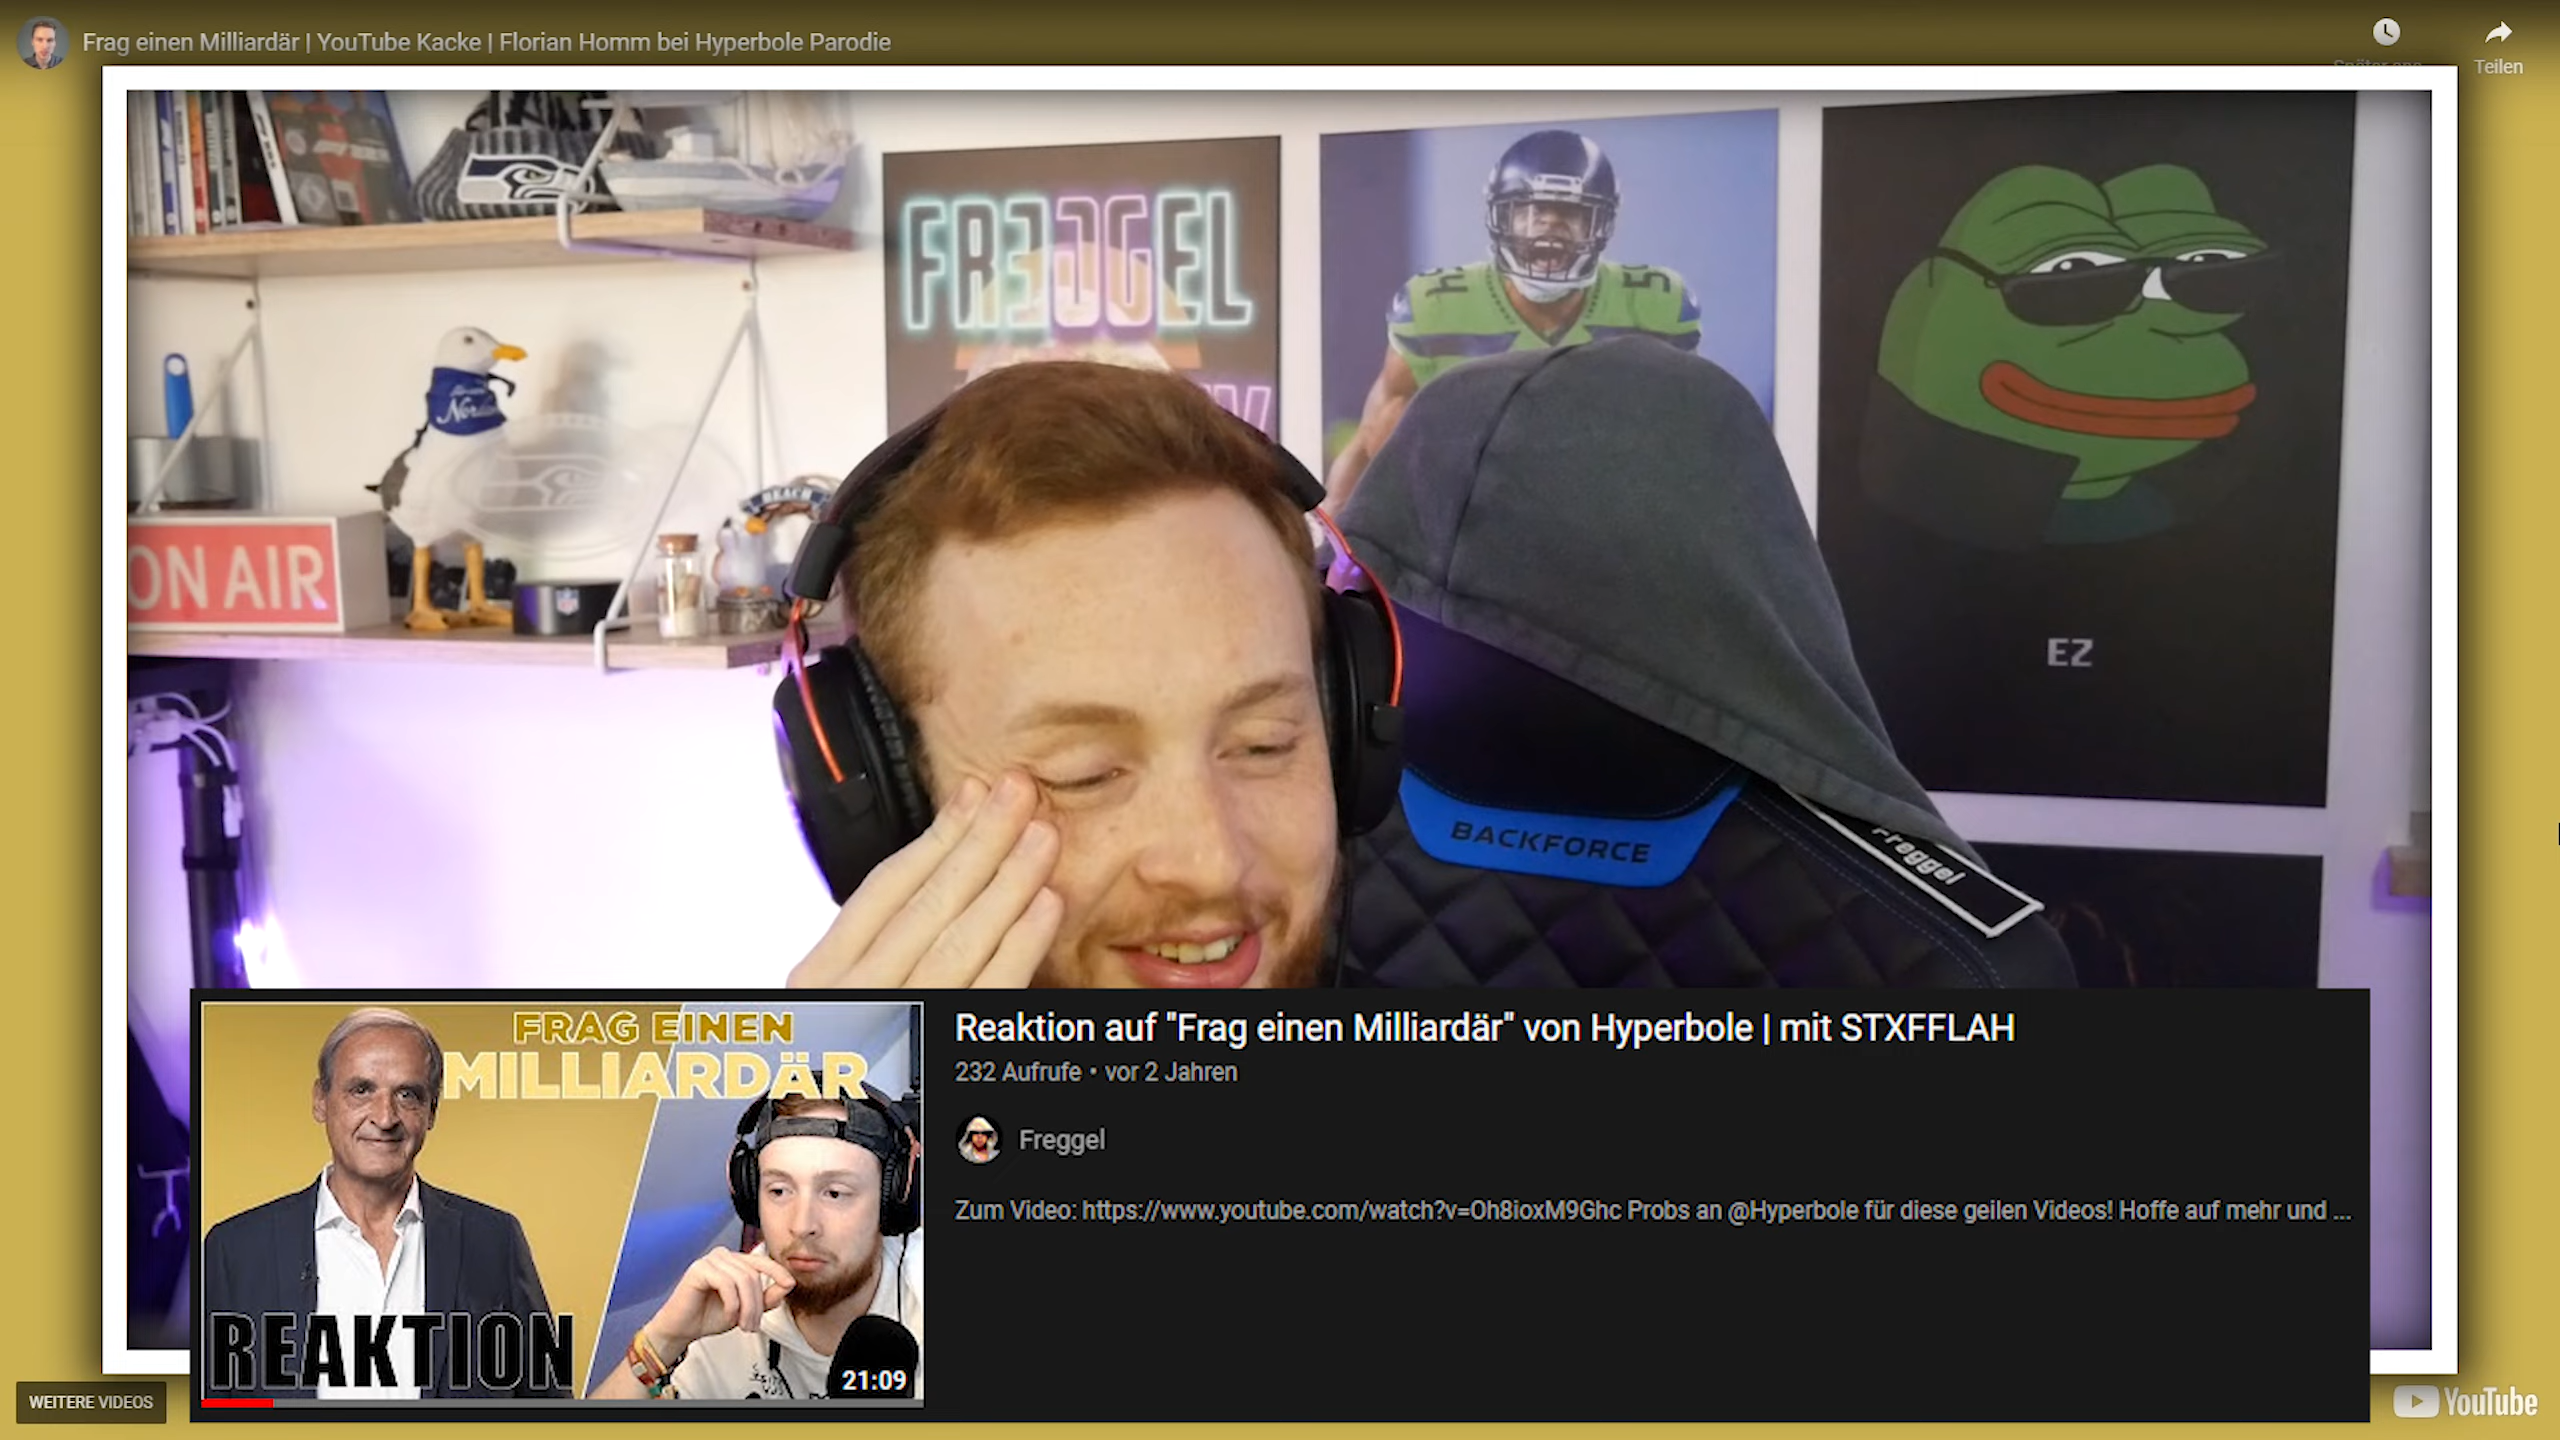 Frag einen Milliardär | YouTube Kacke | Florian Homm bei Hyperbole Parodie
Teilen
FREGGEL
54
ON AIR
BEACH
EZ
BACKFORCE
Freggel
FRAG EINEN
MILLIARDÄR
REAKTION
21:09
Reaktion auf "Frag einen Milliardär" von Hyperbole | mit STXFFLAH
232 Aufrufe • vor 2 Jahren
Freggel
Zum Video: https://www.youtube.com/watch?v=Oh8ioxM9Ghc Probs an @Hyperbole für diese geilen Videos! Hoffe auf mehr und ...
WEITERE VIDEOS
YouTube